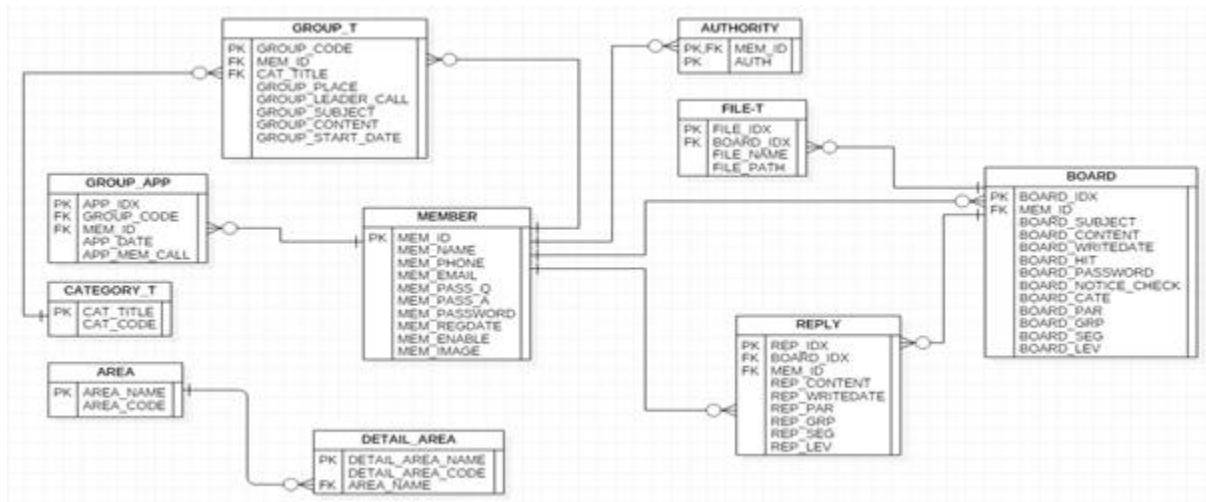 GROUP_T
PK GROUP_CODE
FK MEM_ID
FK CAT_TITLE
GROUP_PLACE
GROUP_LEADER_CALL
GROUP_SUBJECT
GROUP_CONTENT
GROUP_START_DATE
AUTHORITY
PK,FK MEM_ID
PK AUTH
FILE-T
PK FILE_IDX
FK BOARD_IDX
FILE_NAME
FILE_PATH
BOARD
PK BOARD_IDX
FK MEM_ID
BOARD_SUBJECT
BOARD_CONTENT
BOARD_WRITEDATE
BOARD_HIT
BOARD_PASSWORD
BOARD_NOTICE_CHECK
BOARD_CATE
BOARD_PAR
BOARD_GRP
BOARD_SEG
BOARD_LEV
GROUP_APP
PK APP_IDX
FK GROUP_CODE
FK MEM_ID
APP_DATE
APP_MEM_CALL
MEMBER
PK MEM_ID
MEM_NAME
MEM_PHONE
MEM_EMAIL
MEM_PASS_Q
MEM_PASS_A
MEM_PASSWORD
MEM_REGDATE
MEM_ENABLE
MEM_IMAGE
CATEGORY_T
PK CAT_TITLE
CAT_CODE
REPLY
PK REP_IDX
FK BOARD_IDX
FK MEM_ID
REP_CONTENT
REP_WRITEDATE
REP_PAR
REP_GRP
REP_SEG
REP_LEV
AREA
PK AREA_NAME
AREA_CODE
DETAIL_AREA
PK DETAIL_AREA_NAME
DETAIL_AREA_CODE
FK AREA_NAME